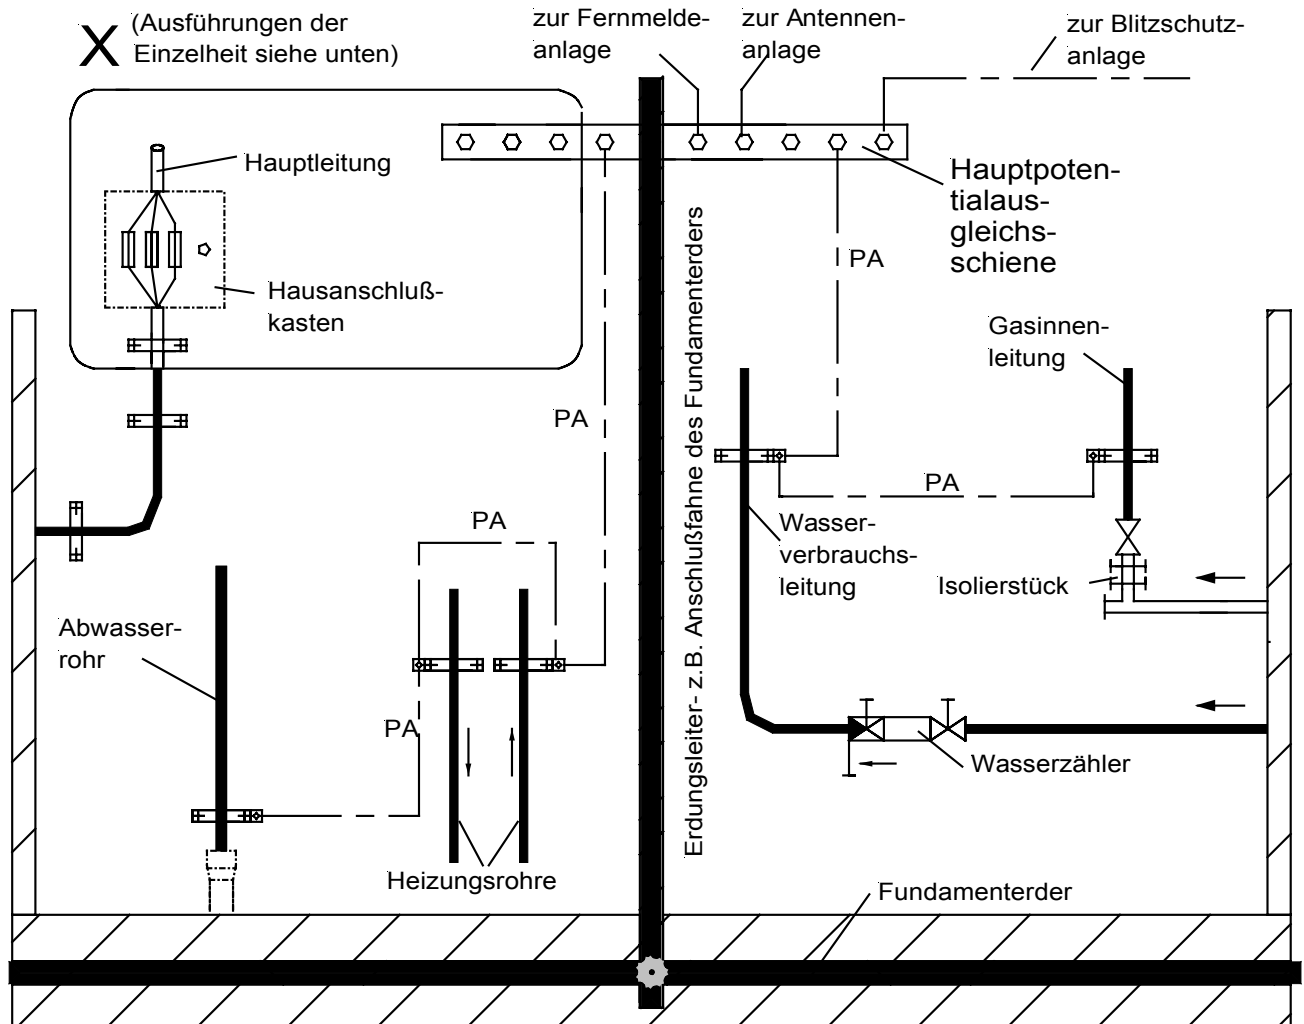 X
(Ausführungen der
Einzelheit siehe unten)
zur Fernmelde-
anlage
zur Antennen-
anlage
zur Blitzschutz-
anlage
Hauptleitung
Hausanschluß-
kasten
Hauptpoten-
tialaus-
gleichs-
schiene
PA
PA
Gasinnen-
leitung
Erdungsleiter- z.B. Anschlußfahne des Fundamenterders
PA
PA
Wasser-
verbrauchs-
leitung
Isolierstück
Abwasser-
rohr
PA
Wasserzähler
Heizungsrohre
Fundamenterder